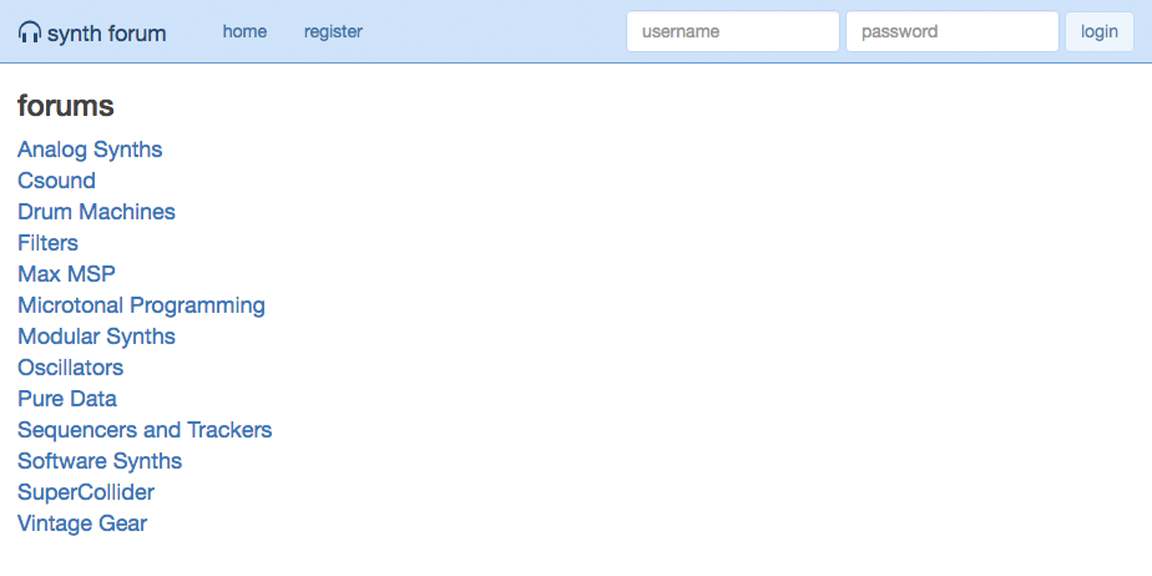 synth forum home register username password login
forums
Analog Synths
Csound
Drum Machines
Filters
Max MSP
Microtonal Programming
Modular Synths
Oscillators
Pure Data
Sequencers and Trackers
Software Synths
SuperCollider
Vintage Gear